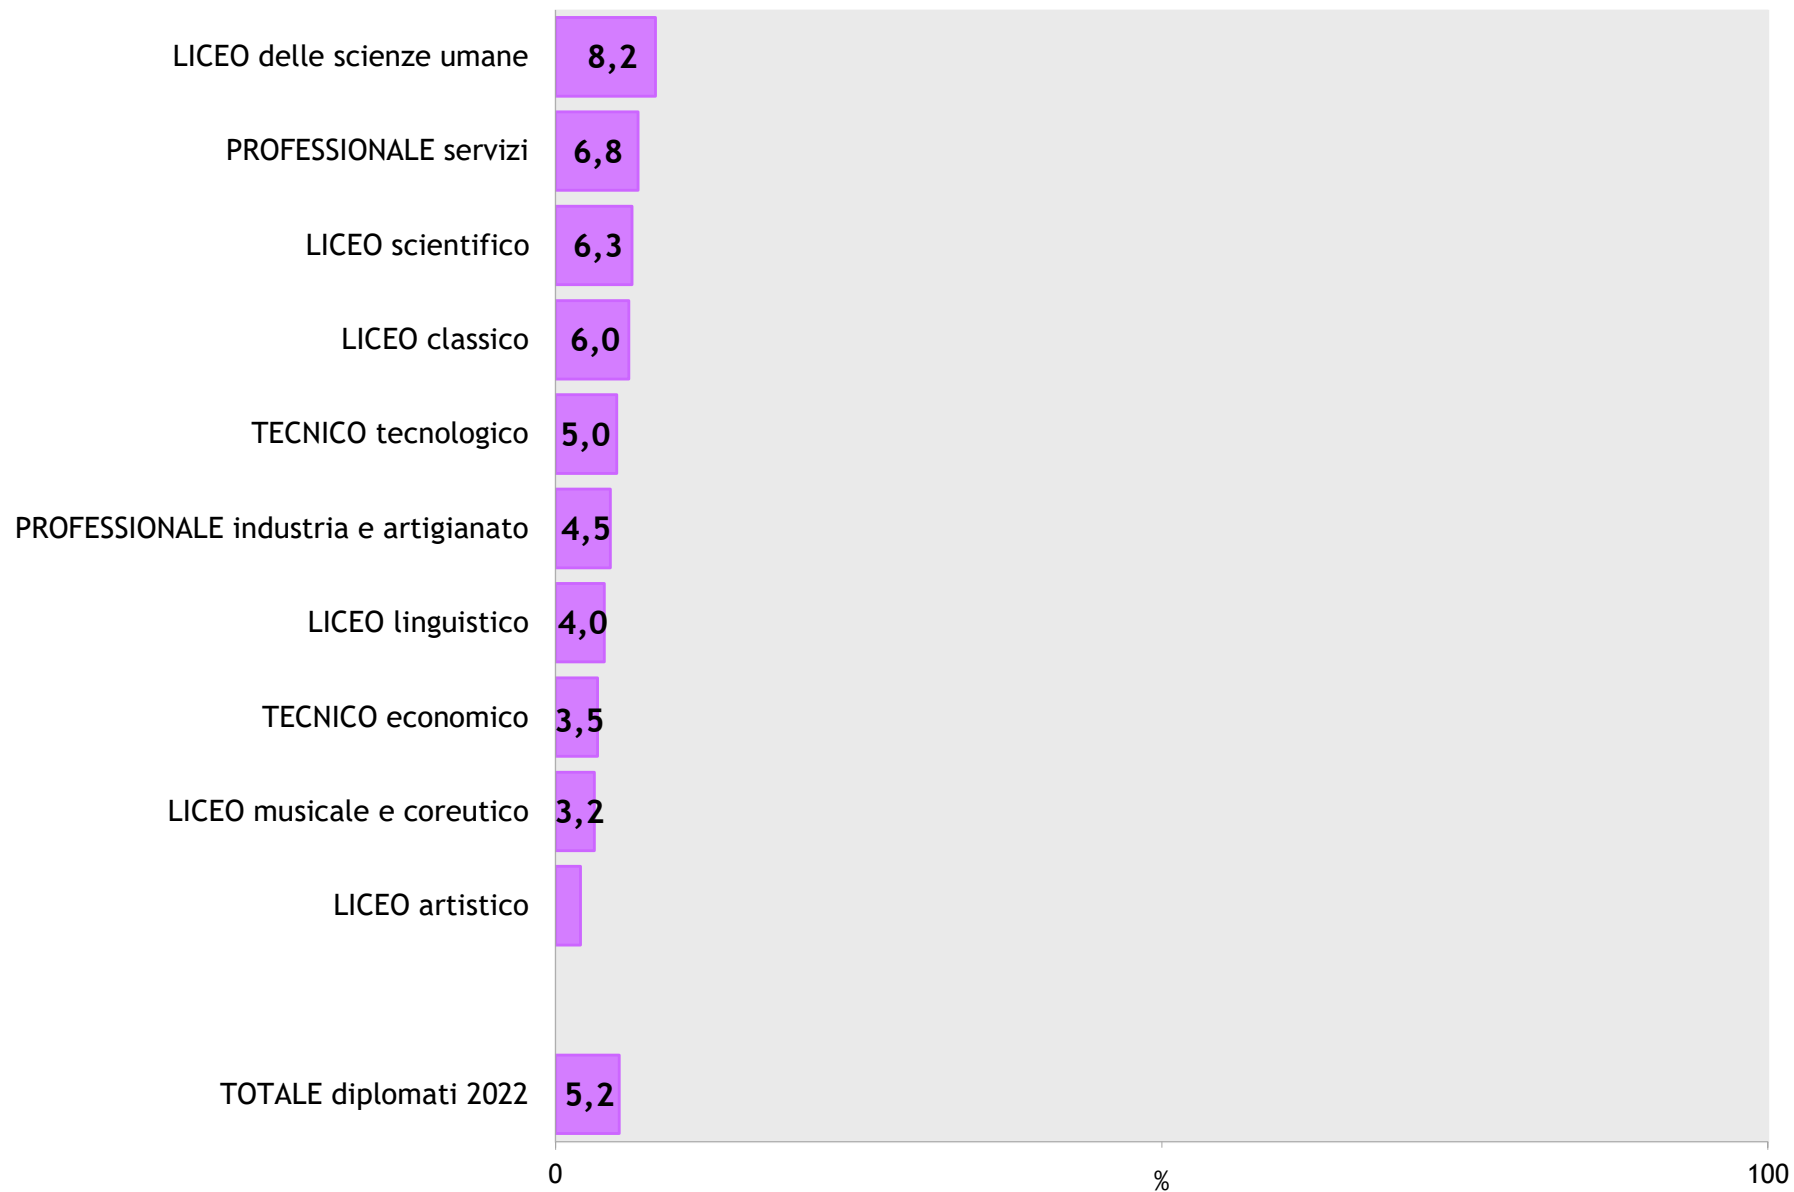 LICEO delle scienze umane 8,2
PROFESSIONALE servizi 6,8
LICEO scientifico 6,3
LICEO classico 6,0
TECNICO tecnologico 5,0
PROFESSIONALE industria e artigianato 4,5
LICEO linguistico 4,0
TECNICO economico 3,5
LICEO musicale e coreutico 3,2
LICEO artistico
TOTALE diplomati 2022 5,2
0 % 100